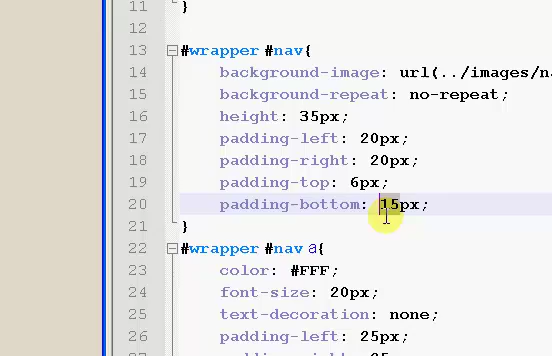 11 }
12
13 #wrapper #nav{
14 background-image: url(../images/n
15 background-repeat: no-repeat;
16 height: 35px;
17 padding-left: 20px;
18 padding-right: 20px;
19 padding-top: 6px;
20 padding-bottom: 15px;
21 }
22 #wrapper #nav a{
23 color: #FFF;
24 font-size: 20px;
25 text-decoration: none;
26 padding-left: 25px;